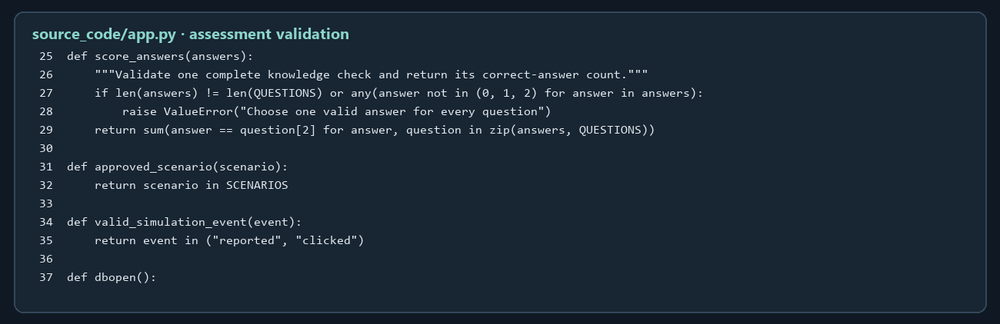 source_code/app.py · assessment validation
25 def score_answers(answers):
26     """Validate one complete knowledge check and return its correct-answer count."""
27     if len(answers) != len(QUESTIONS) or any(answer not in (0, 1, 2) for answer in answers):
28         raise ValueError("Choose one valid answer for every question")
29     return sum(answer == question[2] for answer, question in zip(answers, QUESTIONS))
30
31 def approved_scenario(scenario):
32     return scenario in SCENARIOS
33
34 def valid_simulation_event(event):
35     return event in ("reported", "clicked")
36
37 def dbopen():